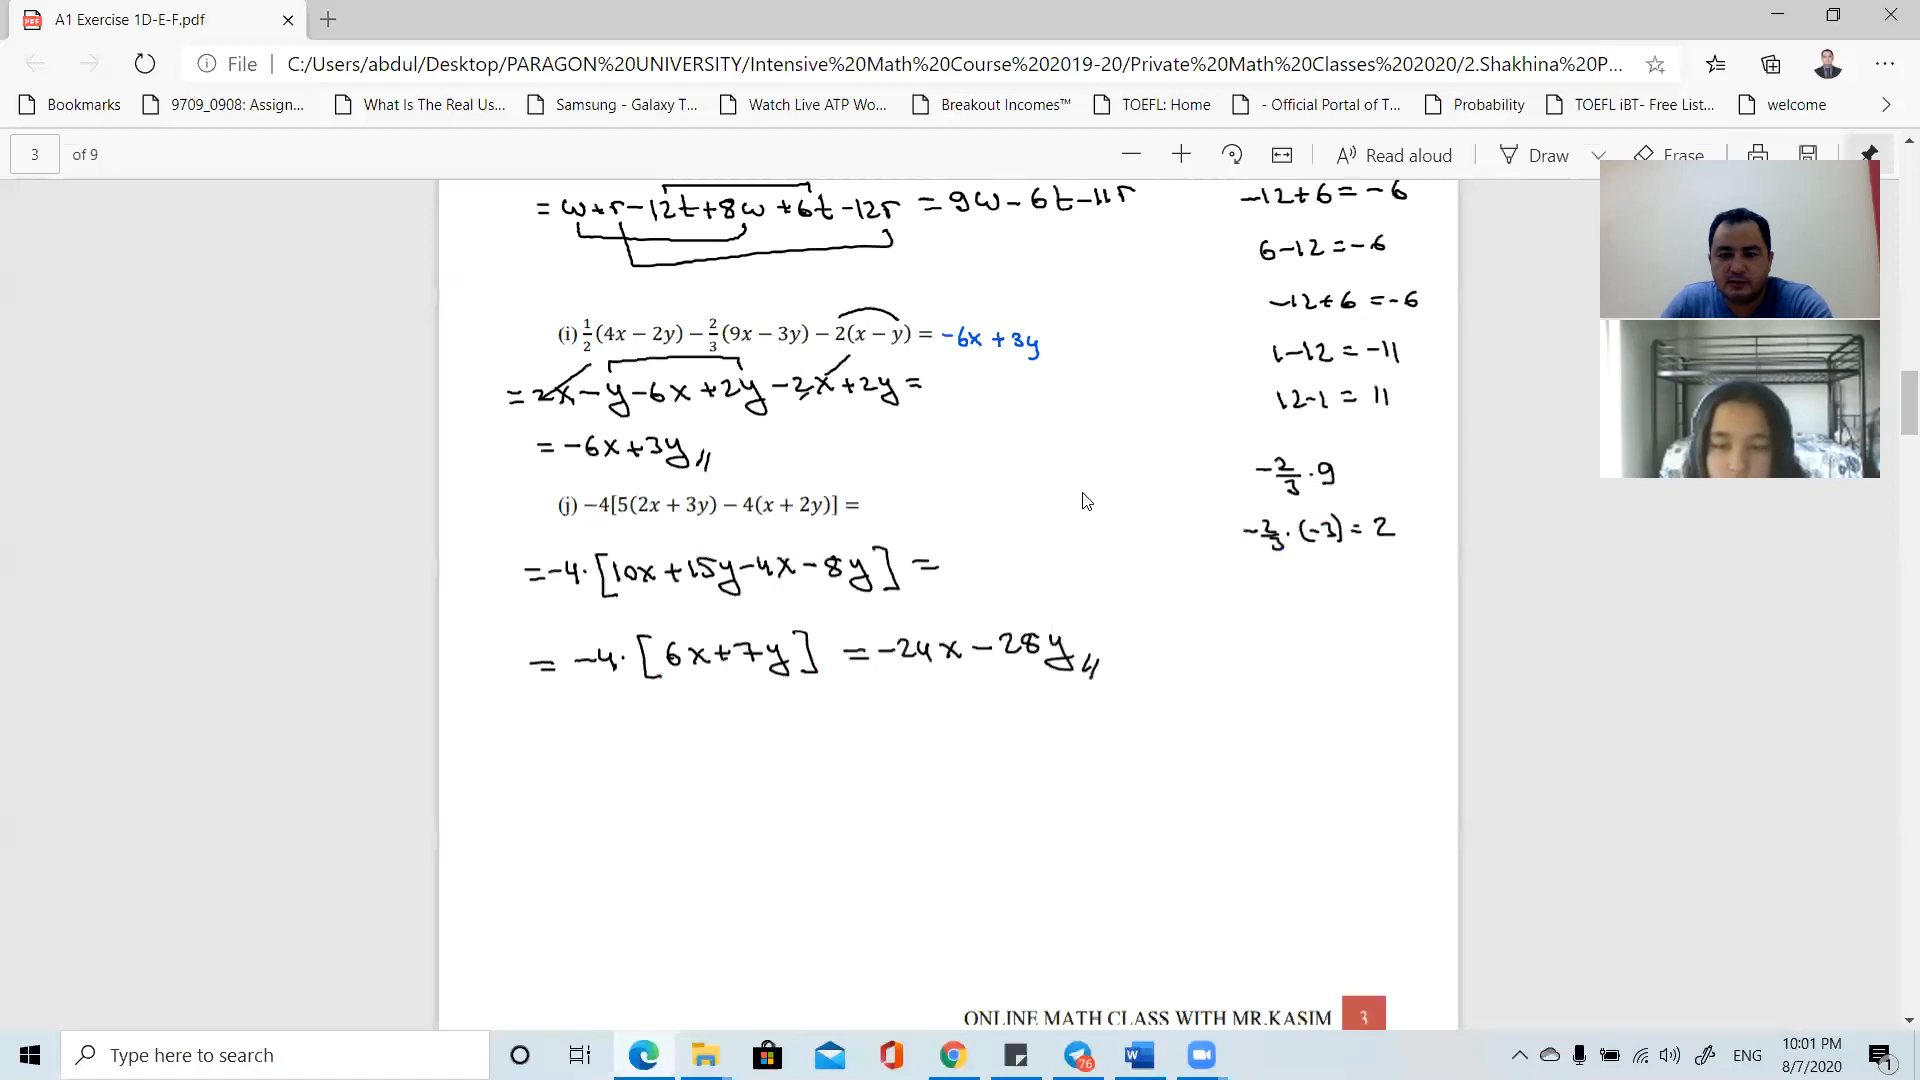 A1 Exercise 1D-E-F.pdf
File C:/Users/abdul/Desktop/PARAGON%20UNIVERSITY/Intensive%20Math%20Course%202019-20/Private%20Math%20Classes%202020/2.Shakhina%20P...
Bookmarks 9709_0908: Assign... What Is The Real Us... Samsung - Galaxy T... Watch Live ATP Wo... Breakout Incomes™ TOEFL: Home - Official Portal of T... Probability TOEFL iBT- Free List... welcome
3 of 9 Read aloud Draw Erase
= w+r-12t+8w+6t-12r = 9w-6t-11r
-12+6=-6
6-12=-6
-12+6=-6
1-12=-11
12-1=11
-2/3·9
-2/3·(-3)=2
(i) 1/2(4x − 2y) − 2/3(9x − 3y) − 2(x − y) = -6x+3y
= 2x-y-6x+2y-2x+2y=
= -6x+3y
(j) −4[5(2x + 3y) − 4(x + 2y)] =
=-4·[10x+15y-4x-8y] =
= -4·[6x+7y] =-24x-28y
ONLINE MATH CLASS WITH MR.KASIM 3
Type here to search
76
ENG
10:01 PM
8/7/2020
1